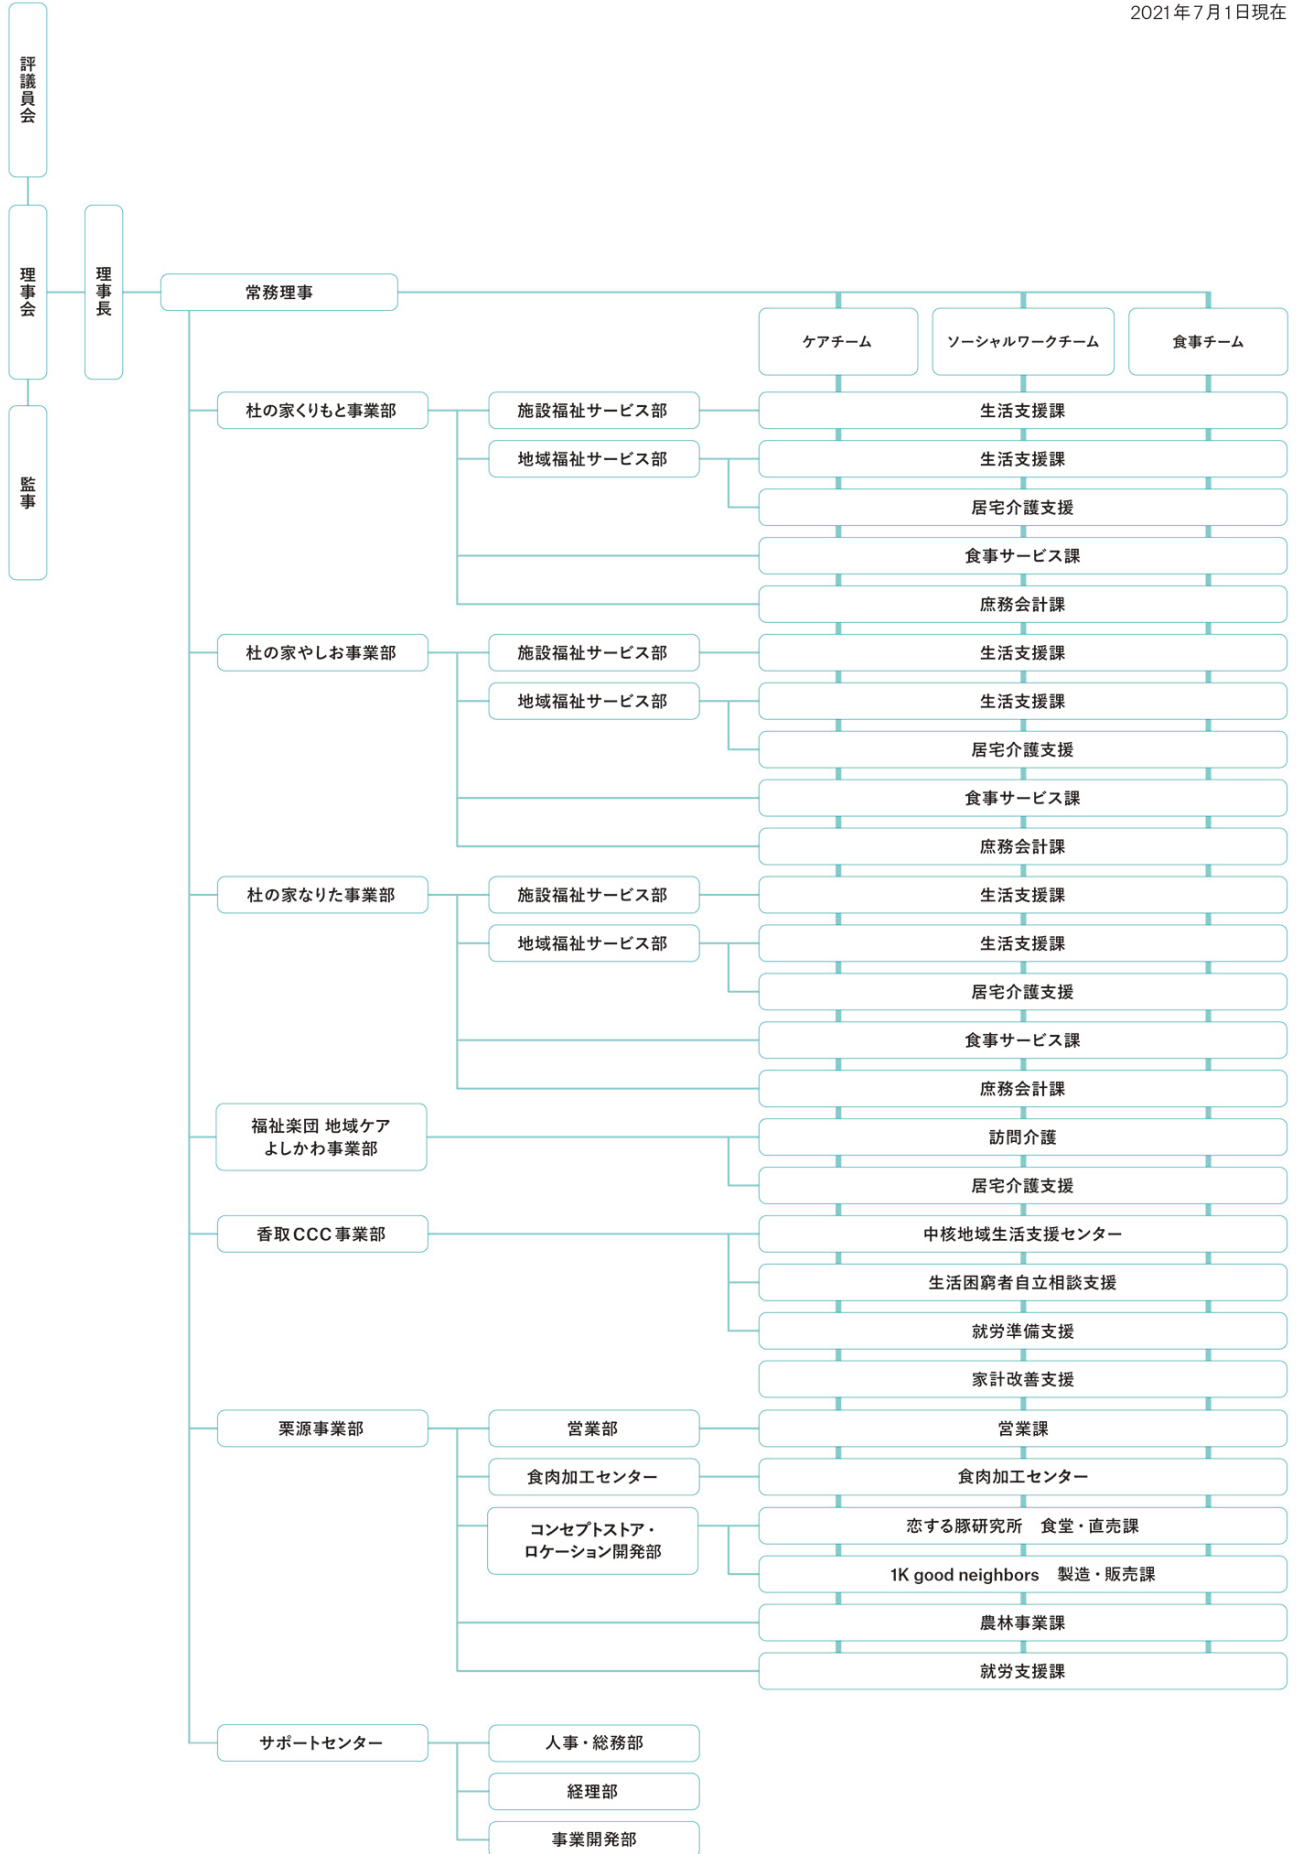 2021年7月1日現在
評議員会
理事会
理事長
常務理事
監事
ケアチーム
ソーシャルワークチーム
食事チーム
杜の家くりもと事業部
施設福祉サービス部
生活支援課
地域福祉サービス部
生活支援課
居宅介護支援
食事サービス課
庶務会計課
杜の家やしお事業部
施設福祉サービス部
生活支援課
地域福祉サービス部
生活支援課
居宅介護支援
食事サービス課
庶務会計課
杜の家なりた事業部
施設福祉サービス部
生活支援課
地域福祉サービス部
生活支援課
居宅介護支援
食事サービス課
庶務会計課
福祉楽団 地域ケア
よしかわ事業部
訪問介護
居宅介護支援
香取CCC事業部
中核地域生活支援センター
生活困窮者自立相談支援
就労準備支援
家計改善支援
栗源事業部
営業部
営業課
食肉加工センター
食肉加工センター
コンセプトストア・
ロケーション開発部
恋する豚研究所　食堂・直売課
1K good neighbors　製造・販売課
農林事業課
就労支援課
サポートセンター
人事・総務部
経理部
事業開発部